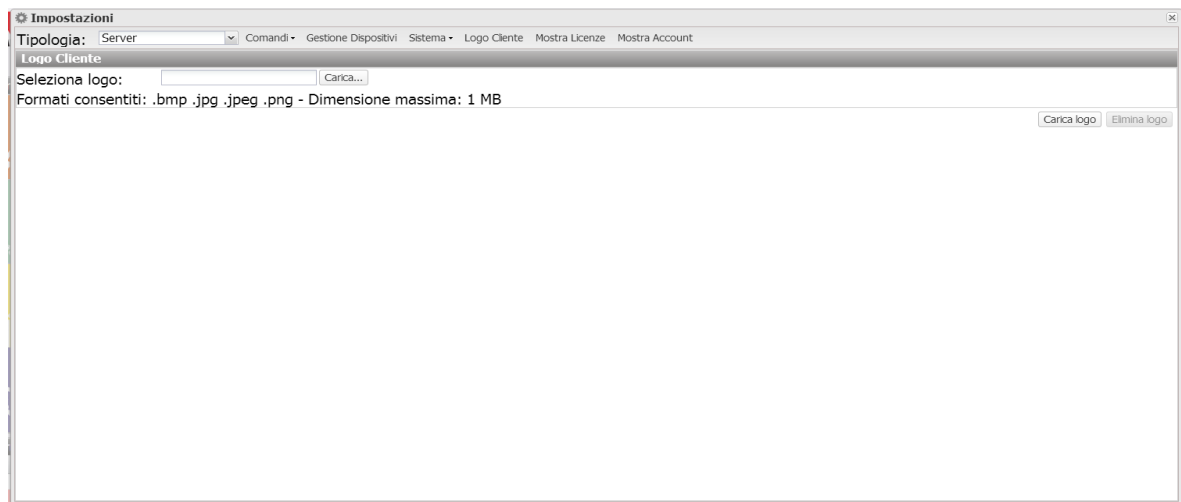 Impostazioni
Tipologia: Server Comandi Gestione Dispositivi Sistema Logo Cliente Mostra Licenze Mostra Account
Logo Cliente
Seleziona logo: Carica...
Formati consentiti: .bmp .jpg .jpeg .png - Dimensione massima: 1 MB
Carica logo Elimina logo